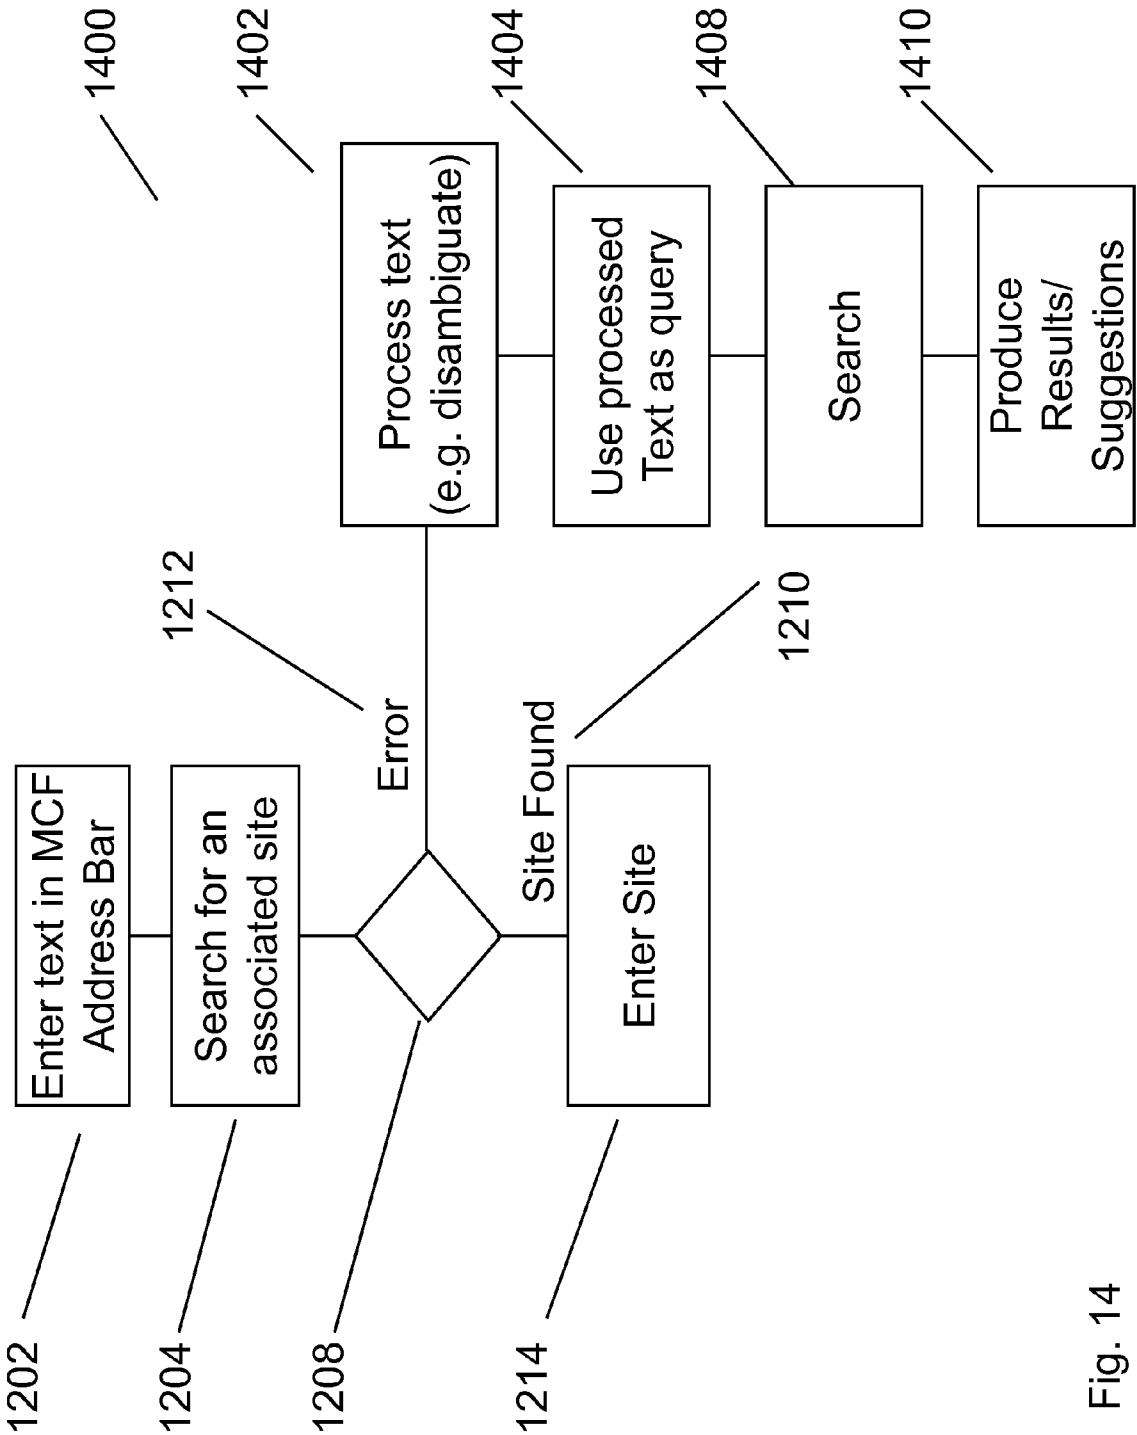 1400
1202
Enter text in MCF
Address Bar
1204
Search for an
associated site
1208
1212
Error
1402
Process text
(e.g. disambiguate)
1404
Use processed
Text as query
1210
Site Found
1214
Enter Site
1408
Search
1410
Produce
Results/
Suggestions
Fig. 14